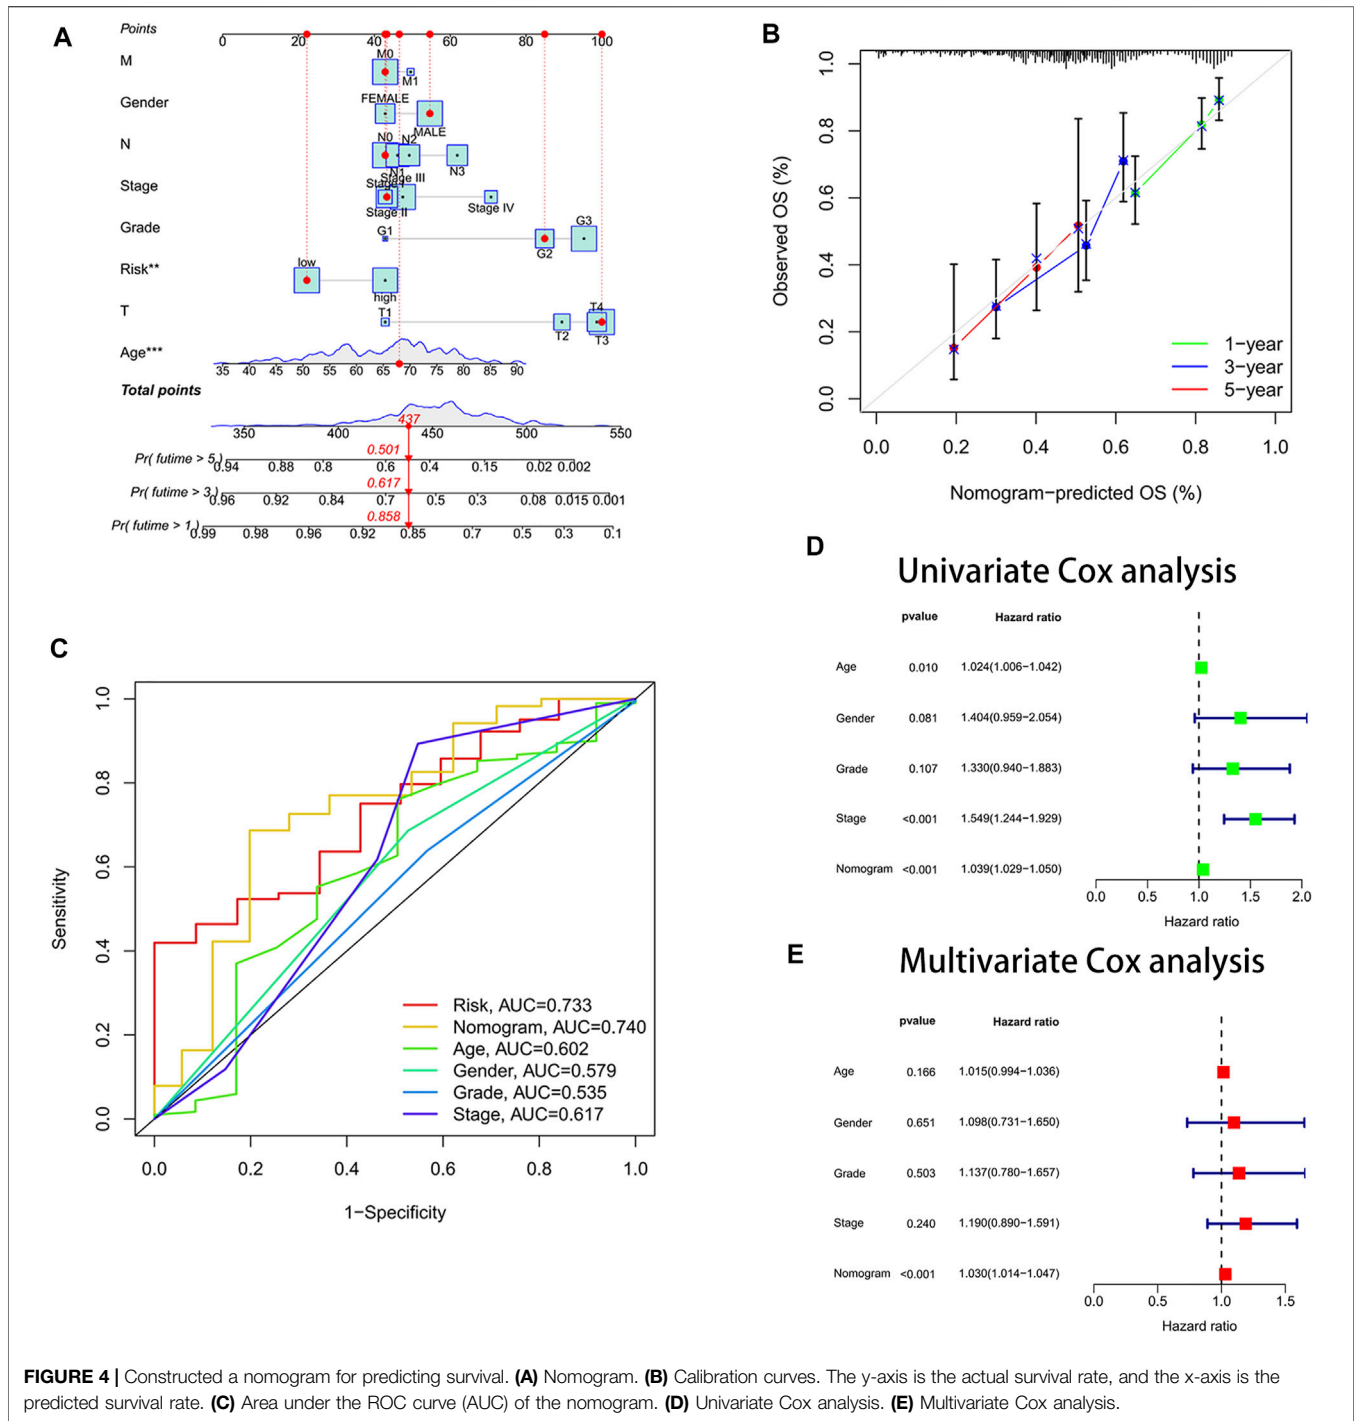 A
Points
0 20 40 60 80 100
M
M0
M1
Gender
FEMALE
MALE
N
N0
N2
N1
N3
Stage
Stage III
Stage I
Stage II
Stage IV
Grade
G1
G2
G3
Risk**
low
high
T
T1
T2
T4
T3
Age***
35 40 45 50 55 60 65 70 75 80 85 90
Total points
437
350 400 450 500 550
0.501
Pr( futime > 5 )
0.94 0.88 0.8 0.6 0.4 0.15 0.02 0.002
0.617
Pr( futime > 3 )
0.96 0.92 0.84 0.7 0.5 0.3 0.08 0.015 0.001
0.858
Pr( futime > 1 )
0.99 0.98 0.96 0.92 0.85 0.7 0.5 0.3 0.1
B
Observed OS (%)
1.0
0.8
0.6
0.4
0.2
0.0
1−year
3−year
5−year
0.0 0.2 0.4 0.6 0.8 1.0
Nomogram−predicted OS (%)
C
Sensitivity
1.0
0.8
0.6
0.4
0.2
0.0
Risk, AUC=0.733
Nomogram, AUC=0.740
Age, AUC=0.602
Gender, AUC=0.579
Grade, AUC=0.535
Stage, AUC=0.617
0.0 0.2 0.4 0.6 0.8 1.0
1−Specificity
D
Univariate Cox analysis
pvalue Hazard ratio
Age 0.010 1.024(1.006−1.042)
Gender 0.081 1.404(0.959−2.054)
Grade 0.107 1.330(0.940−1.883)
Stage <0.001 1.549(1.244−1.929)
Nomogram <0.001 1.039(1.029−1.050)
0.0 0.5 1.0 1.5 2.0
Hazard ratio
E
Multivariate Cox analysis
pvalue Hazard ratio
Age 0.166 1.015(0.994−1.036)
Gender 0.651 1.098(0.731−1.650)
Grade 0.503 1.137(0.780−1.657)
Stage 0.240 1.190(0.890−1.591)
Nomogram <0.001 1.030(1.014−1.047)
0.0 0.5 1.0 1.5
Hazard ratio
FIGURE 4 | Constructed a nomogram for predicting survival. (A) Nomogram. (B) Calibration curves. The y-axis is the actual survival rate, and the x-axis is the
predicted survival rate. (C) Area under the ROC curve (AUC) of the nomogram. (D) Univariate Cox analysis. (E) Multivariate Cox analysis.